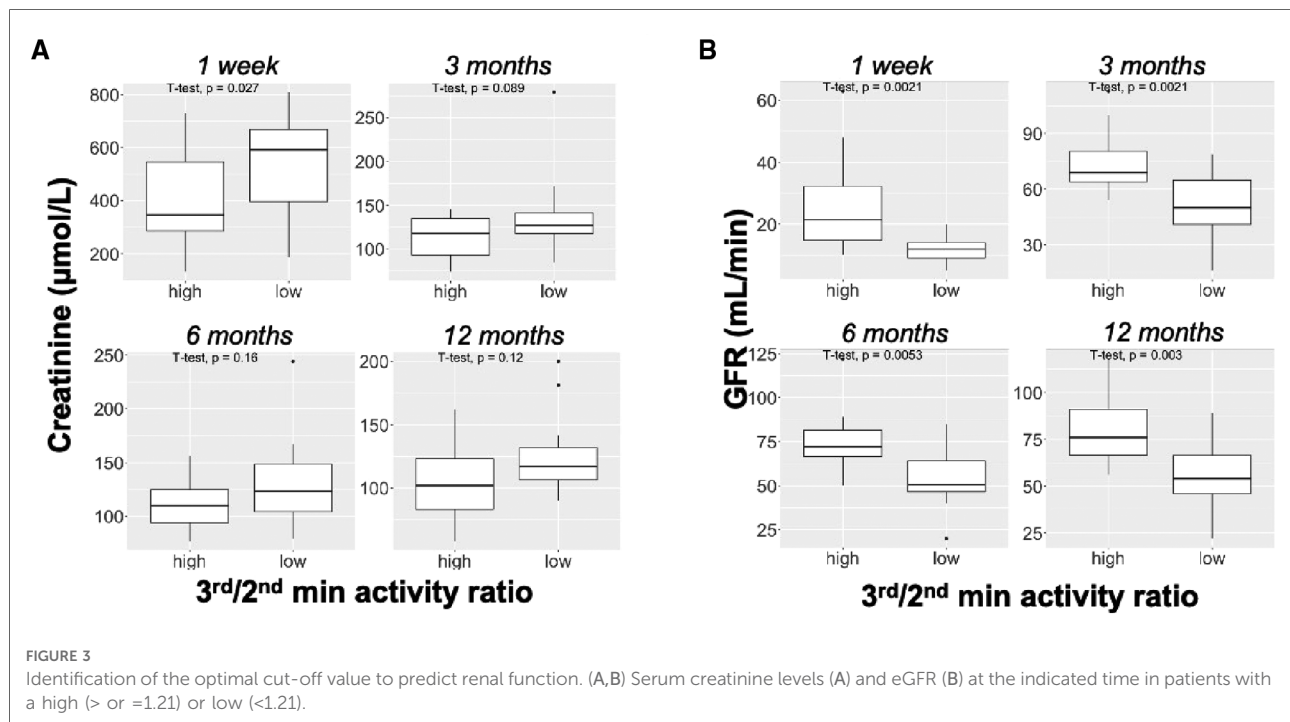 A
1 week
T-test, p = 0.027
800
600
400
200
high
low
3 months
T-test, p = 0.089
250
200
150
100
high
low
6 months
T-test, p = 0.16
250
200
150
100
high
low
12 months
T-test, p = 0.12
200
150
100
high
low
Creatinine (µmol/L)
3rd/2nd min activity ratio
B
1 week
T-test, p = 0.0021
60
40
20
high
low
3 months
T-test, p = 0.0021
90
60
30
high
low
6 months
T-test, p = 0.0053
125
100
75
50
25
high
low
12 months
T-test, p = 0.003
100
75
50
25
high
low
GFR (mL/min)
3rd/2nd min activity ratio
FIGURE 3
Identification of the optimal cut-off value to predict renal function. (A,B) Serum creatinine levels (A) and eGFR (B) at the indicated time in patients with
a high (> or =1.21) or low (<1.21).